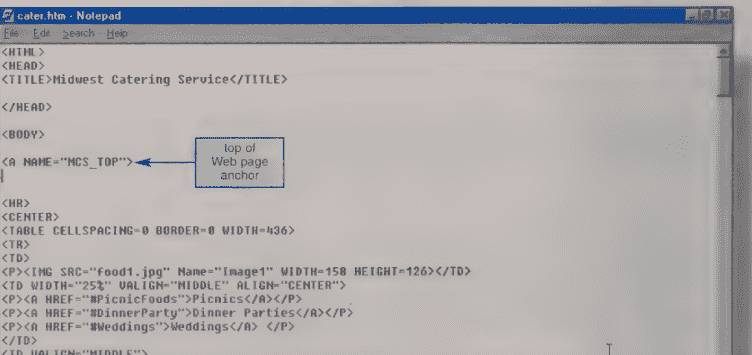 cater.htm - Notepad
File Edit Search Help
<HTML>
<HEAD>
<TITLE>Midwest Catering Service</TITLE>
</HEAD>
<BODY>
<A NAME="MCS_TOP">
top of
Web page
anchor
<HR>
<CENTER>
<TABLE CELLSPACING=0 BORDER=0 WIDTH=436>
<TR>
<TD>
<P><IMG SRC="food1.jpg" Name="Image1" WIDTH=158 HEIGHT=126></TD>
<TD WIDTH="25%" VALIGN="MIDDLE" ALIGN="CENTER">
<P><A HREF="#PicnicFoods">Picnics</A></P>
<P><A HREF="#DinnerParty">Dinner Parties</A></P>
<P><A HREF="#Weddings">Weddings</A> </P>
</TD>
<TD VALIGN="MIDDLE">